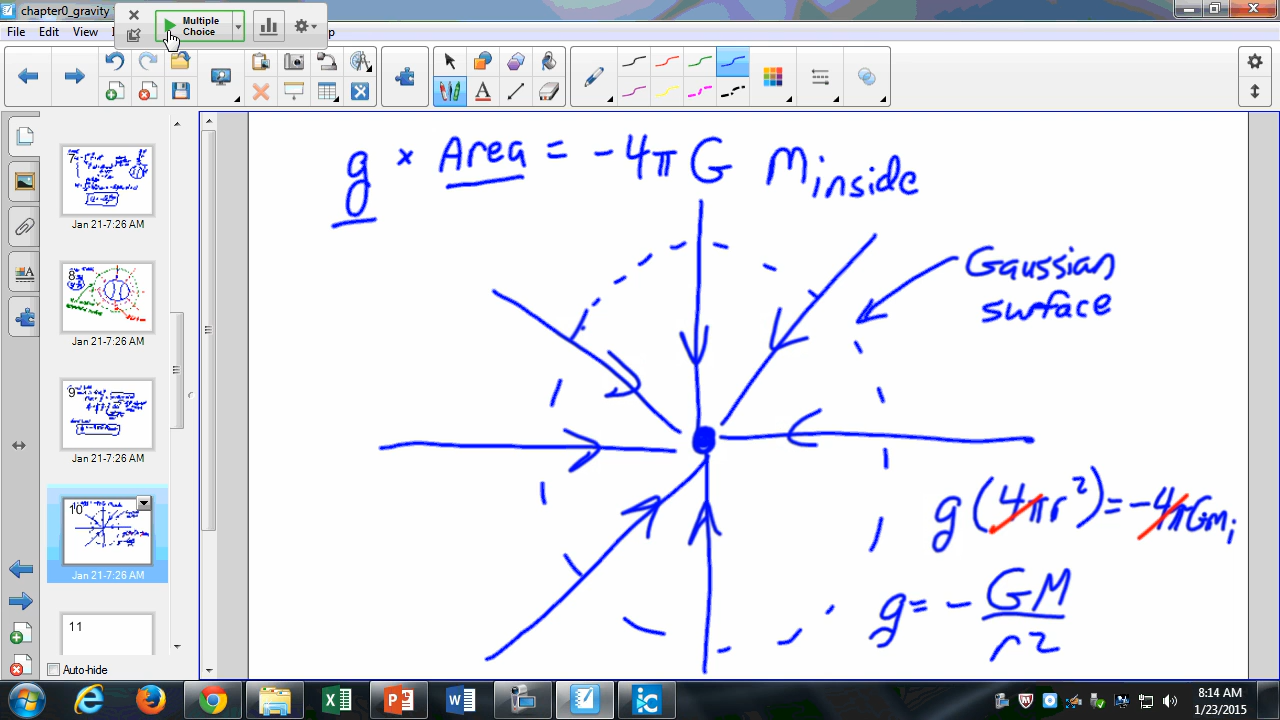 chapter0_gravity
Multiple Choice
File Edit View
g × Area = -4πG Minside
Gaussian
surface
g(4πr²)=-4πGmi
g= - GM
r²
7
Jan 21-7:26 AM
8
Jan 21-7:26 AM
9
Jan 21-7:26 AM
10
Jan 21-7:26 AM
11
Auto-hide
8:14 AM
1/23/2015